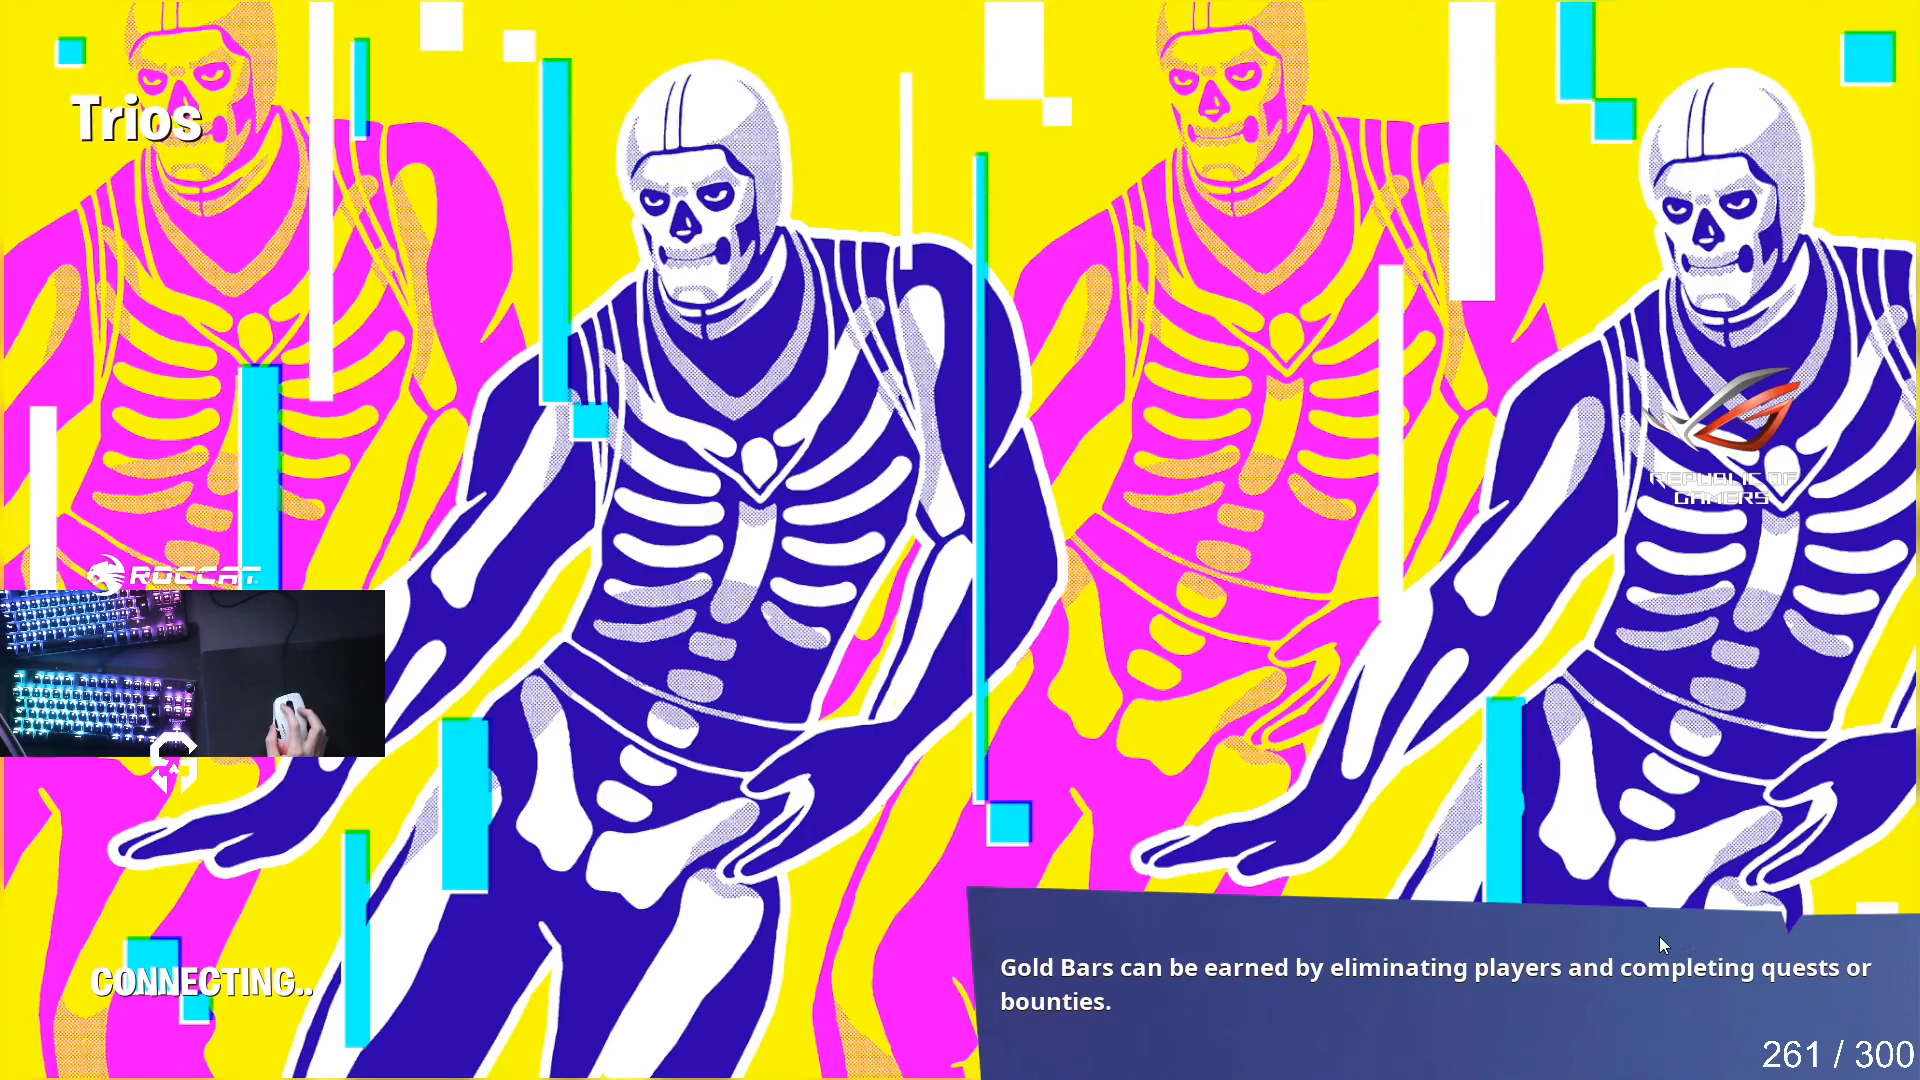 Trios
REPUBLIC OF
GAMERS
ROCCAT
CONNECTING..
Gold Bars can be earned by eliminating players and completing quests or
bounties.
261 / 300